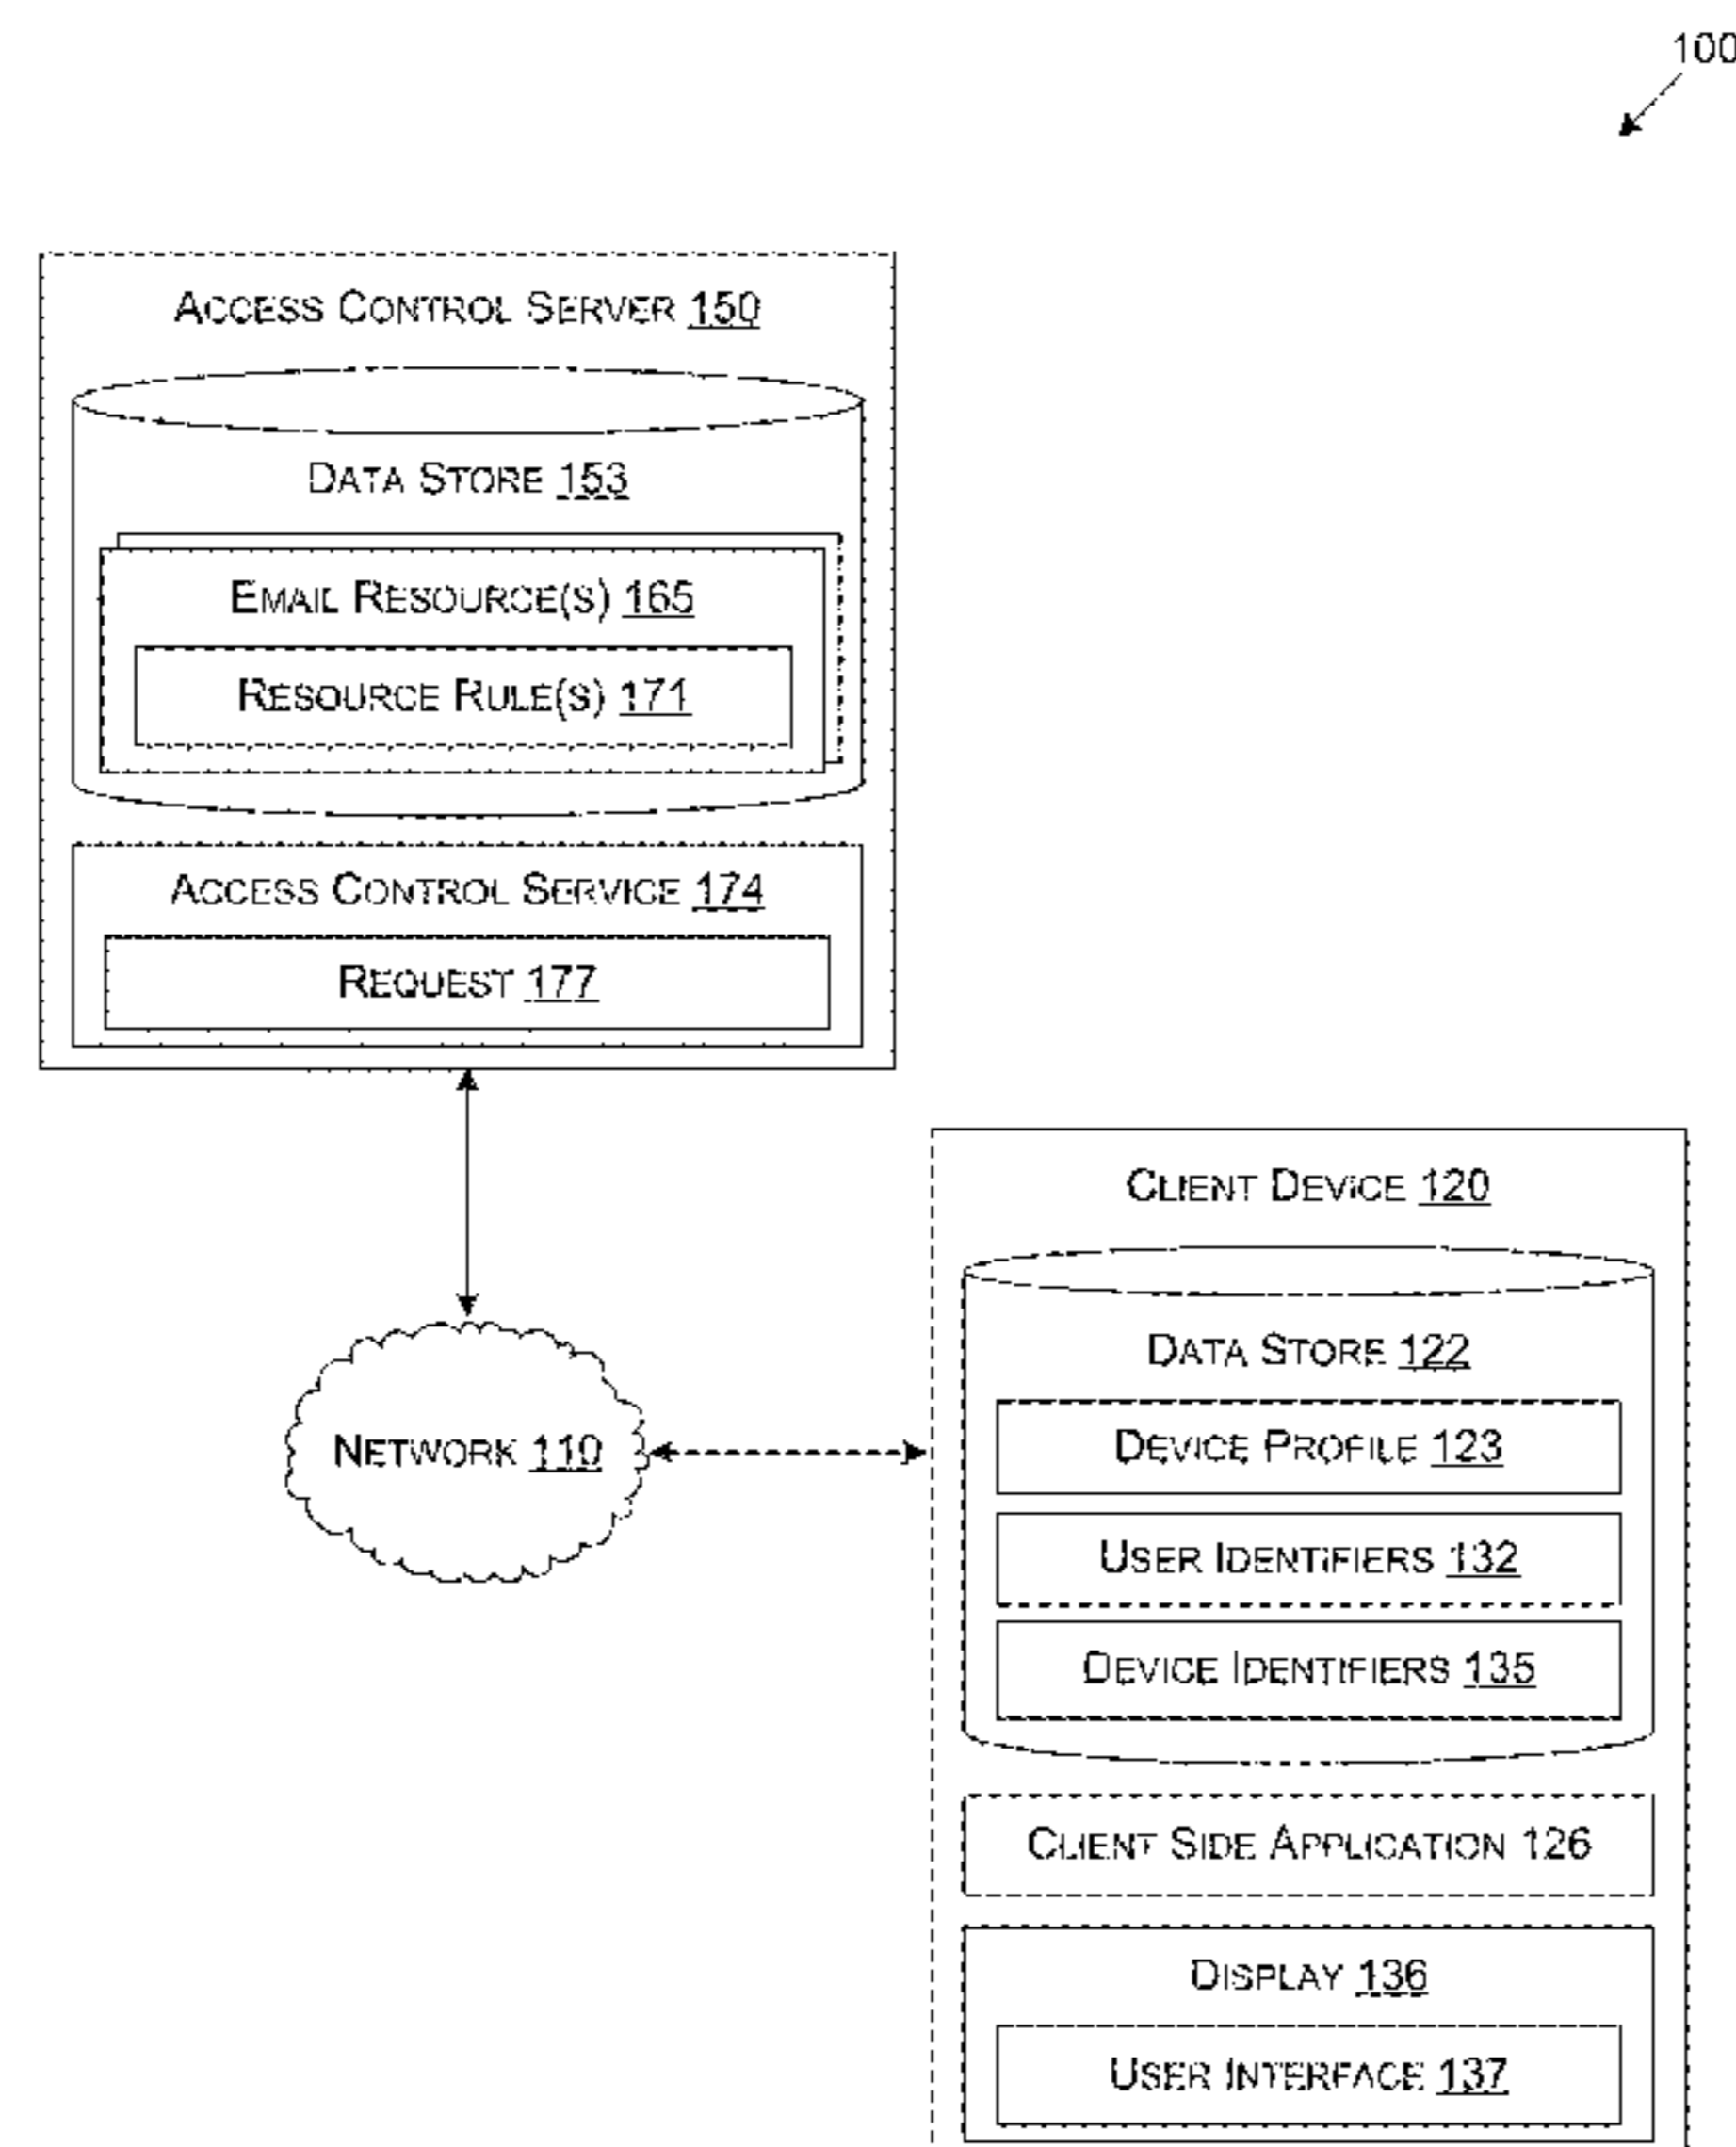 100
ACCESS CONTROL SERVER 150
DATA STORE 153
EMAIL RESOURCE(S) 165
RESOURCE RULE(S) 171
ACCESS CONTROL SERVICE 174
REQUEST 177
CLIENT DEVICE 120
DATA STORE 122
NETWORK 110
DEVICE PROFILE 123
USER IDENTIFIERS 132
DEVICE IDENTIFIERS 135
CLIENT SIDE APPLICATION 126
DISPLAY 136
USER INTERFACE 137